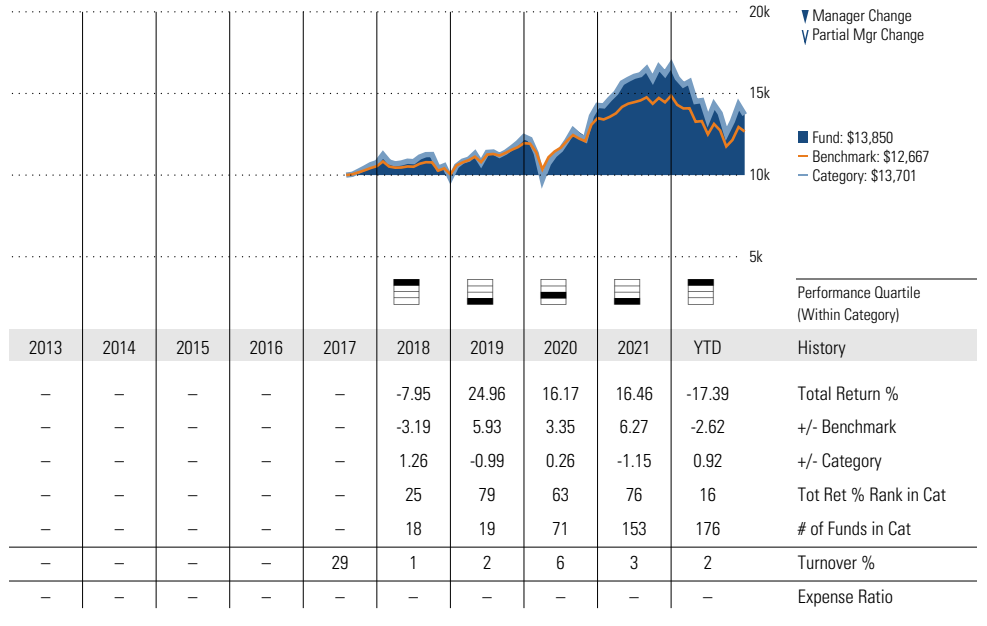 20k
15k
10k
5k
▼ Manager Change
Partial Mgr Change
Fund: $13,850
Benchmark: $12,667
Category: $13,701
Performance Quartile
(Within Category)
2013 2014 2015 2016 2017 2018 2019 2020 2021 YTD History
– – – – – -7.95 24.96 16.17 16.46 -17.39 Total Return %
– – – – – -3.19 5.93 3.35 6.27 -2.62 +/- Benchmark
– – – – – 1.26 -0.99 0.26 -1.15 0.92 +/- Category
– – – – – 25 79 63 76 16 Tot Ret % Rank in Cat
– – – – – 18 19 71 153 176 # of Funds in Cat
– – – – 29 1 2 6 3 2 Turnover %
– – – – – – – – – – Expense Ratio